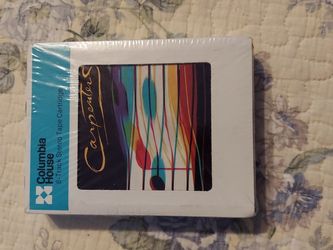 Columbia
House
8-Track Stereo Tape Cartridge
Carpenters